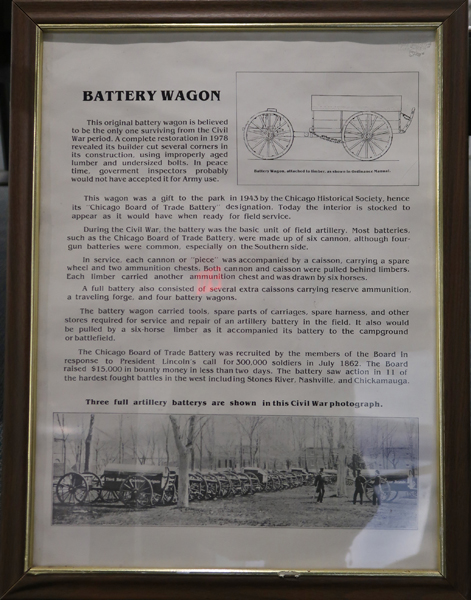 BATTERY WAGON
This original battery wagon is believed
to be the only one surviving from the Civil
War period. A complete restoration in 1978
revealed its builder cut several corners in
its construction, using improperly aged
lumber and undersized bolts. In peace
time, goverment inspectors probably
would not have accepted it for Army use.
Battery Wagon, attached to limber, as shown in Ordinance Manual.
This wagon was a gift to the park in 1943 by the Chicago Historical Society, hence
its "Chicago Board of Trade Battery" designation. Today the inferior is stocked to
appear as it would have when ready for field service.
During the Civil War, the battery was the basic unit of field artillery. Most batteries,
such as the Chicago Board of Trade Battery, were made up of six cannon, although four-
gun batteries were common, especially on the Southern side.
In service, each cannon or "piece" was accompanied by a caisson, carrying a spare
wheel and two ammunition chests. Both cannon and caisson were pulled behind limbers.
Each limber carried another ammunition chest and was drawn by six horses.
A full battery also consisted of several extra caissons carrying reserve ammunition,
a traveling forge, and four battery wagons.
The battery wagon carried tools, spare parts of carriages, spare harness, and other
stores required for service and repair of an artillery battery in the field. It also would
be pulled by a six-horse limber as it accompanied its battery to the campground
or battlefield.
The Chicago Board of Trade Battery was recruited by the members of the Board in
response to President Lincoln's call for 300,000 soldiers in July 1862. The Board
raised $15,000 in bounty money in less than two days. The battery saw action in 11 of
the hardest fought battles in the west including Stones River, Nashville, and Chickamauga.
Three full artillery batterys are shown in this Civil War photograph.